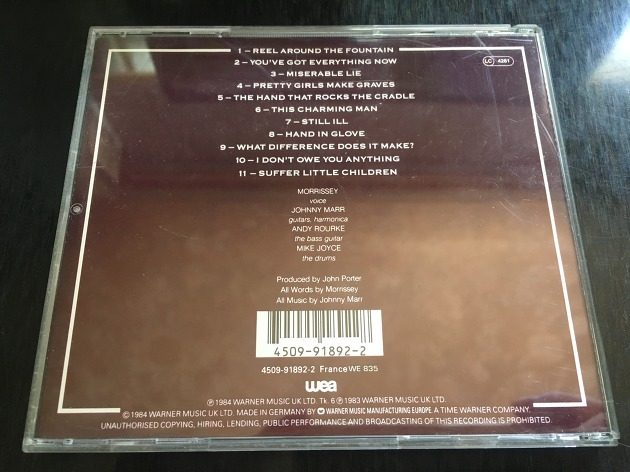 1 – REEL AROUND THE FOUNTAIN
2 – YOU'VE GOT EVERYTHING NOW
3 – MISERABLE LIE
4 – PRETTY GIRLS MAKE GRAVES
5 – THE HAND THAT ROCKS THE CRADLE
6 – THIS CHARMING MAN
7 – STILL ILL
8 – HAND IN GLOVE
9 – WHAT DIFFERENCE DOES IT MAKE?
10 – I DON'T OWE YOU ANYTHING
11 – SUFFER LITTLE CHILDREN
LC 4281
MORRISSEY
voice
JOHNNY MARR
guitars, harmonica
ANDY ROURKE
the bass guitar
MIKE JOYCE
the drums
Produced by John Porter
All Words by Morrissey
All Music by Johnny Marr
4509-91892-2
4509-91892-2 France WE 835
wea
℗ 1984 WARNER MUSIC UK LTD. Tk. 6 ℗ 1983 WARNER MUSIC UK LTD.
© 1984 WARNER MUSIC UK LTD. MADE IN GERMANY BY WARNER MUSIC MANUFACTURING EUROPE. A TIME WARNER COMPANY.
UNAUTHORISED COPYING, HIRING, LENDING, PUBLIC PERFORMANCE AND BROADCASTING OF THIS RECORDING IS PROHIBITED.